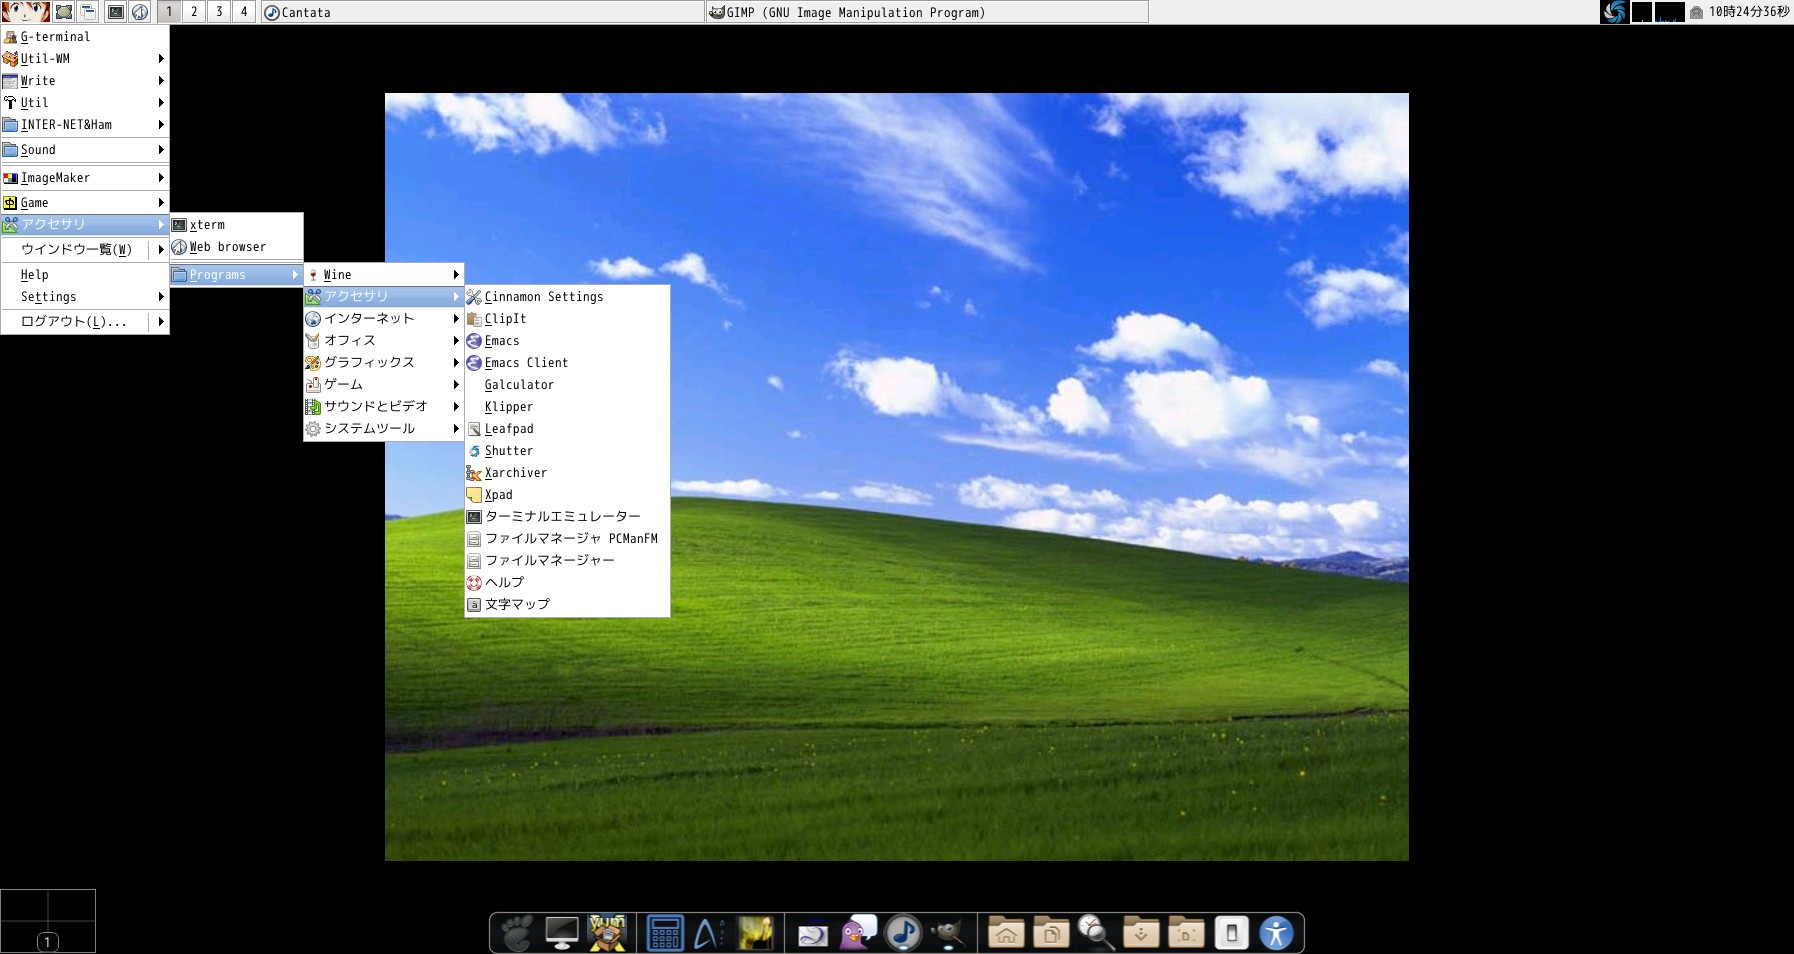 1 2 3 4 Cantata GIMP (GNU Image Manipulation Program) 10時24分36秒
G-terminal
Util-WM
Write
Util
INTER-NET&Ham
Sound
ImageMaker
Game
アクセサリ
ウインドウ一覧(W)
Help
Settings
ログアウト(L)...
xterm
Web browser
Programs
Wine
アクセサリ
インターネット
オフィス
グラフィックス
ゲーム
サウンドとビデオ
システムツール
Cinnamon Settings
ClipIt
Emacs
Emacs Client
Galculator
Klipper
Leafpad
Shutter
Xarchiver
Xpad
ターミナルエミュレーター
ファイルマネージャ PCManFM
ファイルマネージャー
ヘルプ
文字マップ
1
yum